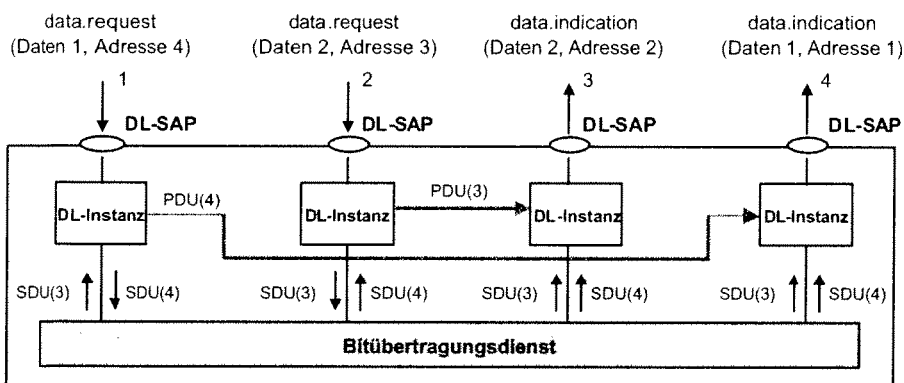 data.request
(Daten 1, Adresse 4)
data.request
(Daten 2, Adresse 3)
data.indication
(Daten 2, Adresse 2)
data.indication
(Daten 1, Adresse 1)
1
2
3
4
DL-SAP
DL-SAP
DL-SAP
DL-SAP
DL-Instanz
PDU(4)
DL-Instanz
PDU(3)
DL-Instanz
DL-Instanz
SDU(3)
SDU(4)
SDU(3)
SDU(4)
SDU(3)
SDU(4)
SDU(3)
SDU(4)
Bitübertragungsdienst